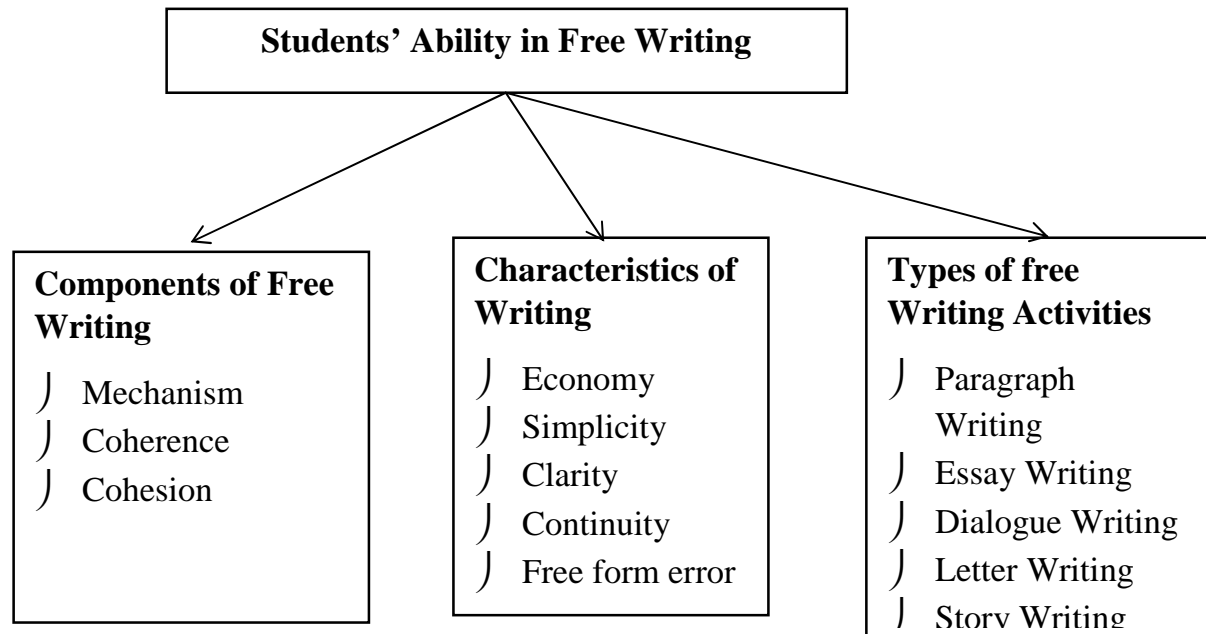 Students’ Ability in Free Writing
Components of Free
Writing
Mechanism
Coherence
Cohesion
Characteristics of
Writing
Economy
Simplicity
Clarity
Continuity
Free form error
Types of free
Writing Activities
Paragraph
Writing
Essay Writing
Dialogue Writing
Letter Writing
Story Writing